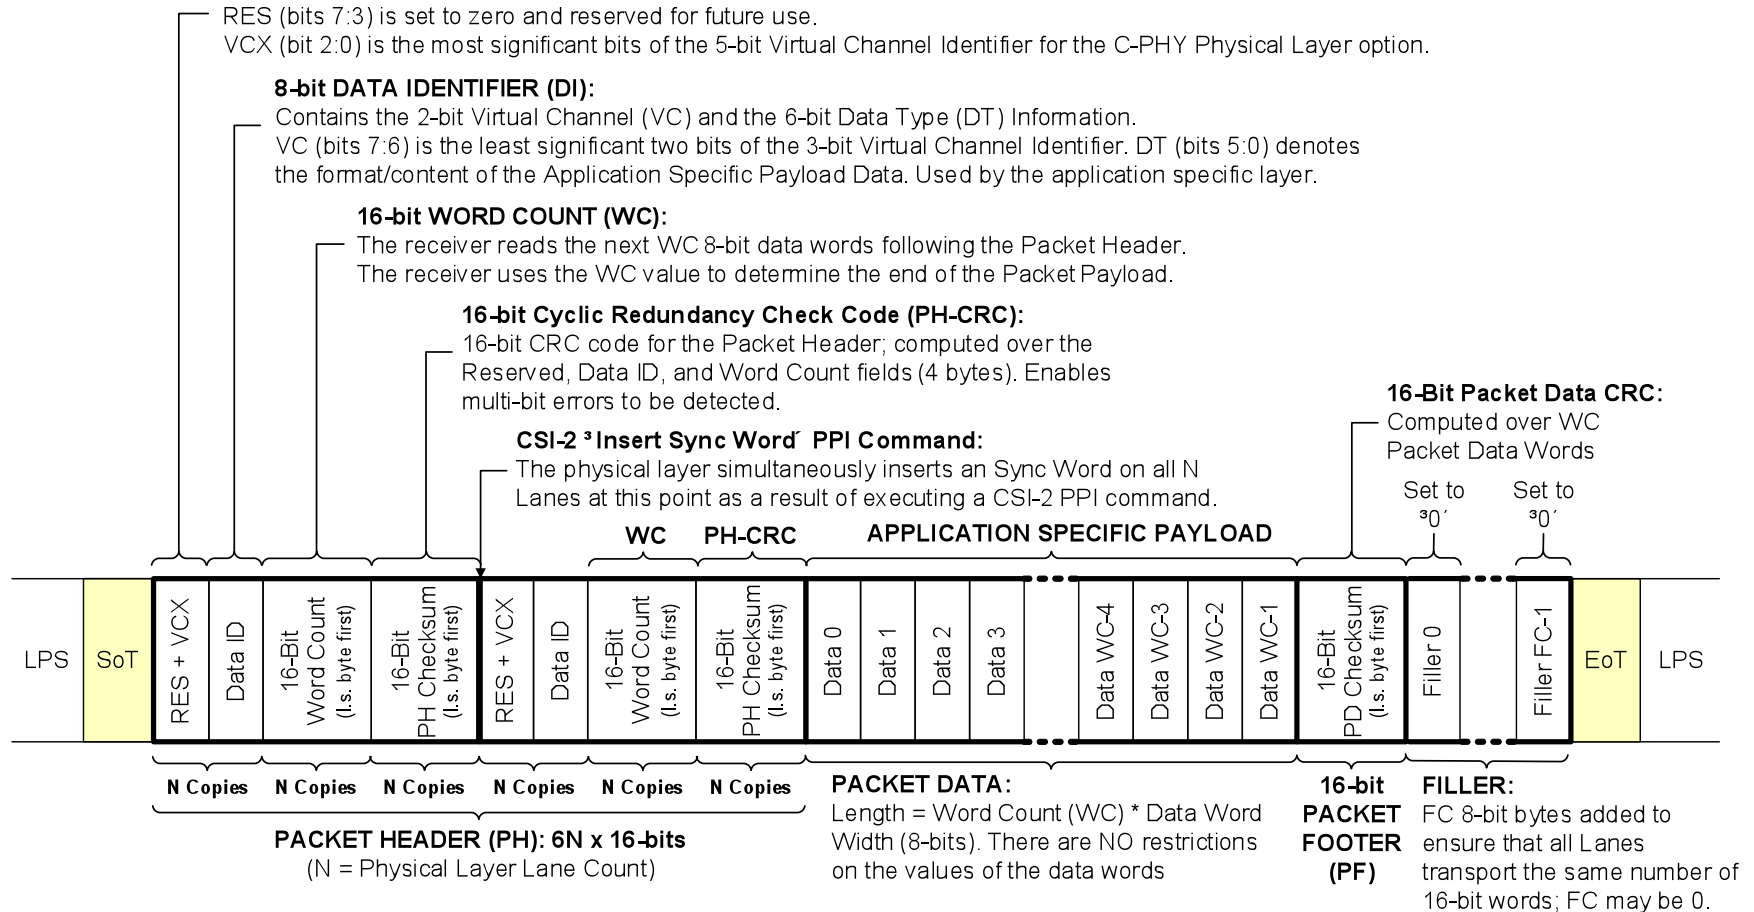 RES (bits 7:3) is set to zero and reserved for future use.
VCX (bit 2:0) is the most significant bits of the 5-bit Virtual Channel Identifier for the C-PHY Physical Layer option.
8-bit DATA IDENTIFIER (DI):
Contains the 2-bit Virtual Channel (VC) and the 6-bit Data Type (DT) Information.
VC (bits 7:6) is the least significant two bits of the 3-bit Virtual Channel Identifier. DT (bits 5:0) denotes
the format/content of the Application Specific Payload Data. Used by the application specific layer.
16-bit WORD COUNT (WC):
The receiver reads the next WC 8-bit data words following the Packet Header.
The receiver uses the WC value to determine the end of the Packet Payload.
16-bit Cyclic Redundancy Check Code (PH-CRC):
16-bit CRC code for the Packet Header; computed over the
Reserved, Data ID, and Word Count fields (4 bytes). Enables
multi-bit errors to be detected.
CSI-2 ³Insert Sync Word´ PPI Command:
The physical layer simultaneously inserts an Sync Word on all N
Lanes at this point as a result of executing a CSI-2 PPI command.
16-Bit Packet Data CRC:
Computed over WC
Packet Data Words
Set to
³0´
Set to
³0´
WC
PH-CRC
APPLICATION SPECIFIC PAYLOAD
LPS
SoT
RES + VCX
Data ID
16-Bit
Word Count
(l.s. byte first)
16-Bit
PH Checksum
(l.s. byte first)
RES + VCX
Data ID
16-Bit
Word Count
(l.s. byte first)
16-Bit
PH Checksum
(l.s. byte first)
Data 0
Data 1
Data 2
Data 3
Data WC-4
Data WC-3
Data WC-2
Data WC-1
16-Bit
PD Checksum
(l.s. byte first)
Filler 0
Filler FC-1
EoT
LPS
N Copies
N Copies
N Copies
N Copies
N Copies
N Copies
PACKET HEADER (PH): 6N x 16-bits
(N = Physical Layer Lane Count)
PACKET DATA:
Length = Word Count (WC) * Data Word
Width (8-bits). There are NO restrictions
on the values of the data words
16-bit
PACKET
FOOTER
(PF)
FILLER:
FC 8-bit bytes added to
ensure that all Lanes
transport the same number of
16-bit words; FC may be 0.